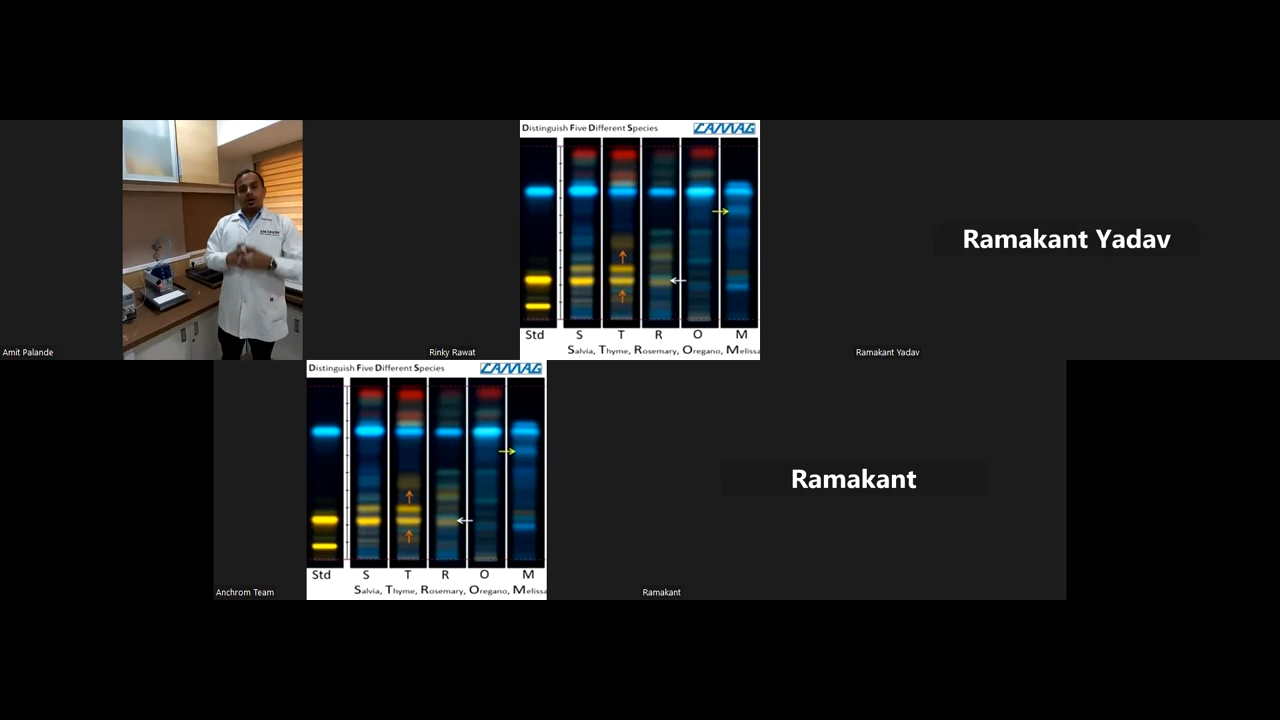 Distinguish Five Different Species
CAMAG
Std S T R O M
Salvia, Thyme, Rosemary, Oregano, Melissa
Ramakant Yadav
Amit Palande
Rinky Rawat
Ramakant Yadav
Distinguish Five Different Species
CAMAG
Std S T R O M
Salvia, Thyme, Rosemary, Oregano, Melissa
Ramakant
Anchrom Team
Ramakant